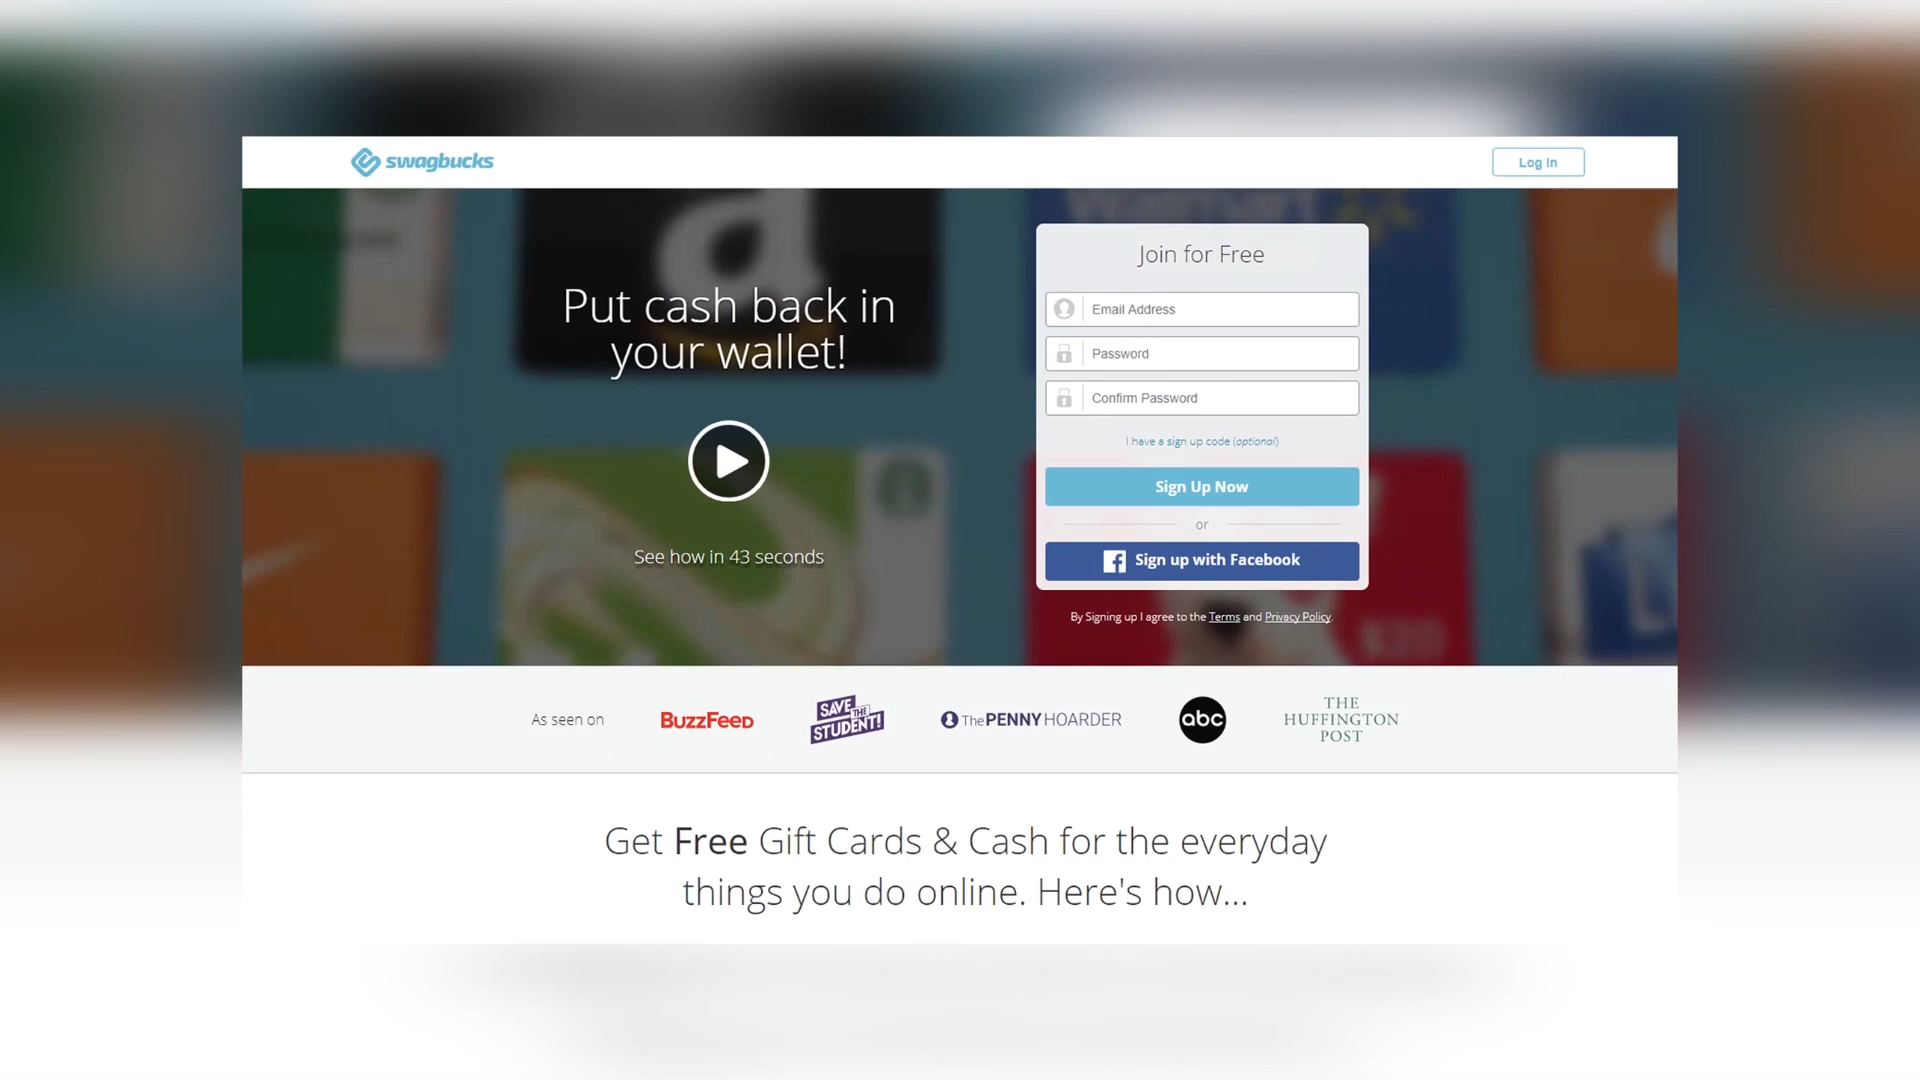 swagbucks
Log In
Walmart
Put cash back in
your wallet!
See how in 43 seconds
Join for Free
Email Address
Password
Confirm Password
I have a sign up code (optional)
Sign Up Now
or
Sign up with Facebook
By Signing up I agree to the Terms and Privacy Policy.
$20
As seen on
BuzzFeed
SAVE THE STUDENT!
The PENNY HOARDER
abc
THE
HUFFINGTON
POST
Get Free Gift Cards & Cash for the everyday
things you do online. Here's how...